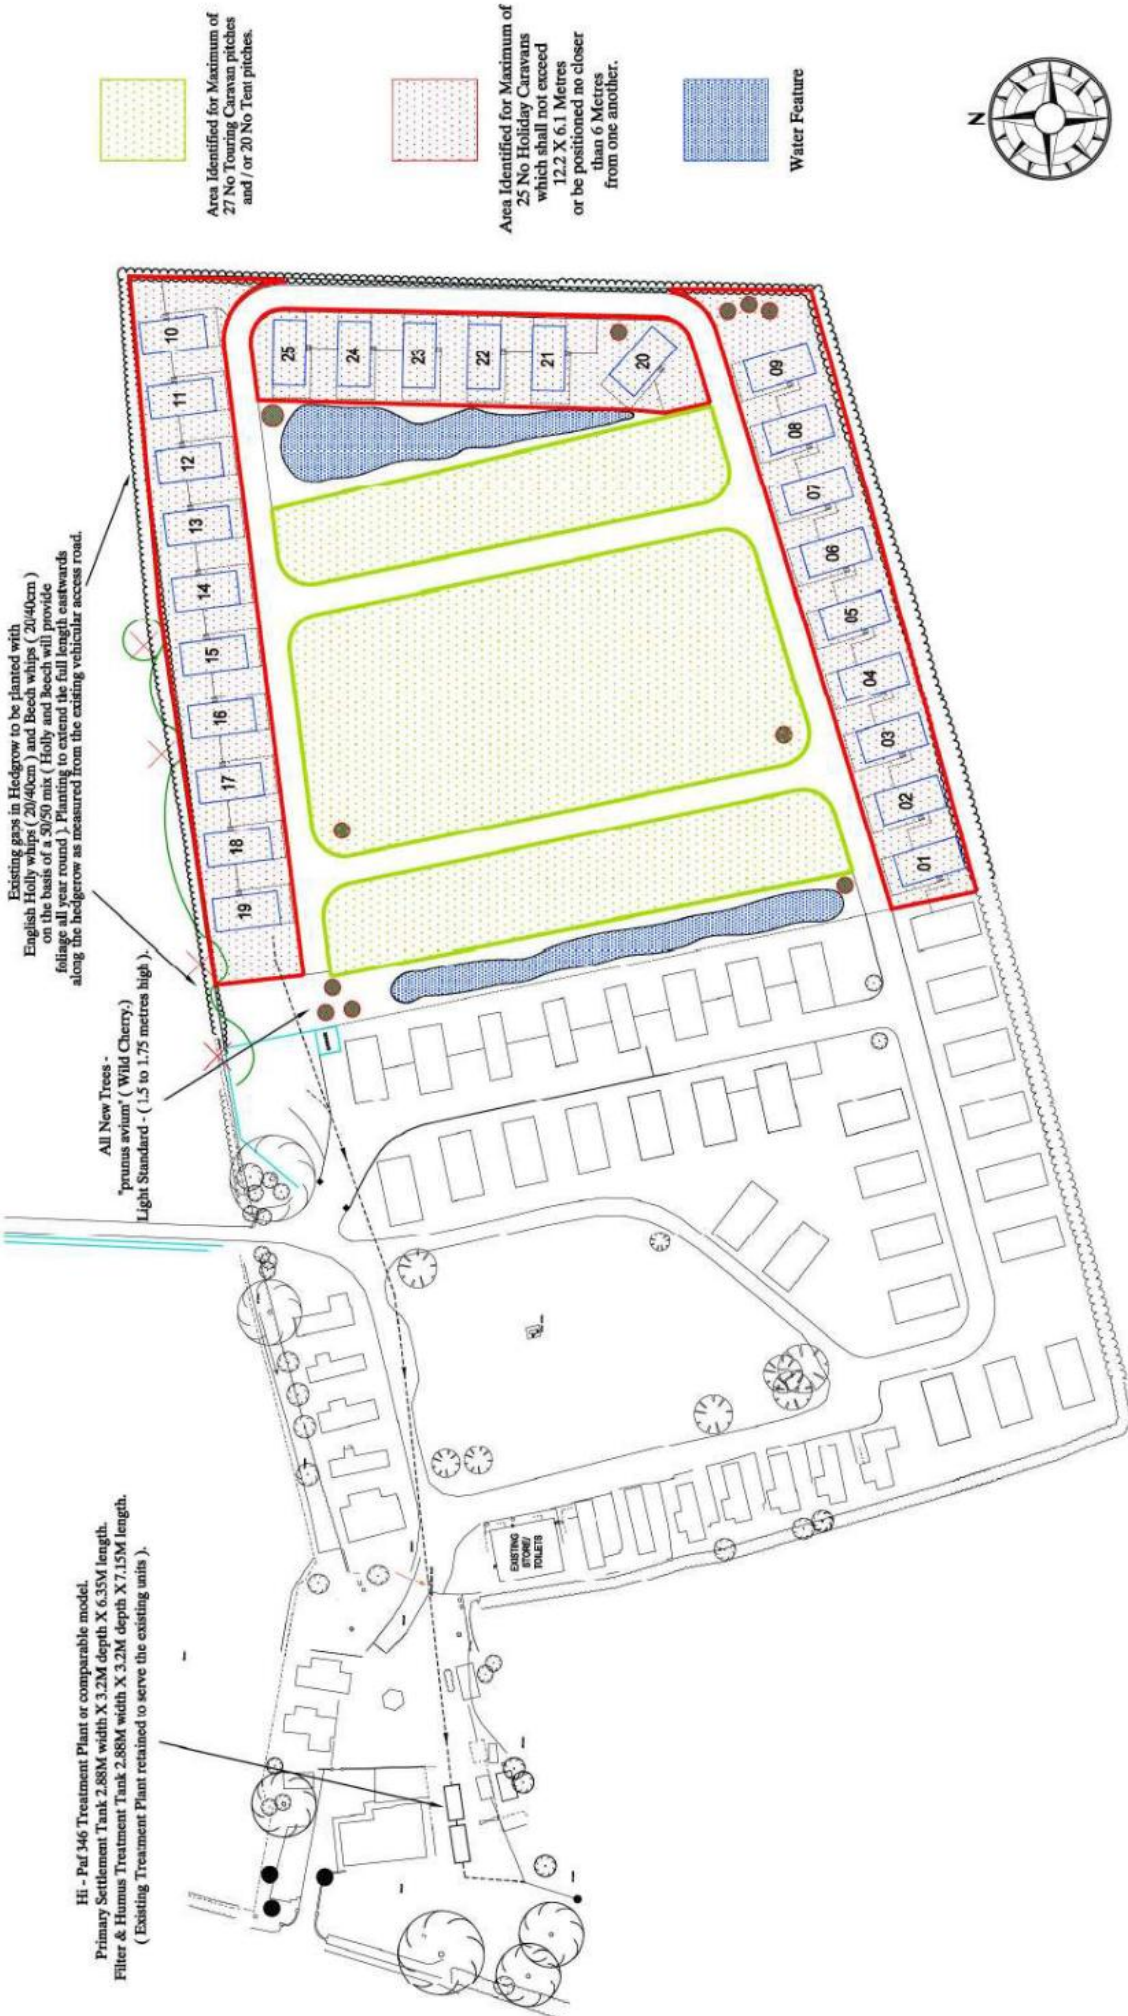 Hi - Paf 346 Treatment Plant or comparable model.
Primary Settlement Tank 2.88M width X 3.2M depth X 6.35M length.
Filter & Humus Treatment Tank 2.88M width X 3.2M depth X 7.15M length.
( Existing Treatment Plant retained to serve the existing units ).
All New Trees -
"prunus avium" ( Wild Cherry.)
Light Standard - ( 1.5 to 1.75 metres high ).
Existing gaps in Hedgrow to be planted with
English Holly whips ( 20/40cm ) and Beech whips ( 20/40cm )
on the basis of a 50/50 mix ( Holly and Beech will provide
foliage all year round ). Planting to extend the full length eastwards
along the hedgerow as measured from the existing vehicular access road.
Area Identified for Maximum of
27 No Touring Caravan pitches
and / or 20 No Tent pitches.
Area Identified for Maximum of
25 No Holiday Caravans
which shall not exceed
12.2 X 6.1 Metres
or be positioned no closer
than 6 Metres
from one another.
Water Feature
N
EXISTING
STORE/
TOILETS
19
18
17
16
15
14
13
12
11
10
25
24
23
22
21
20
01
02
03
04
05
06
07
08
09